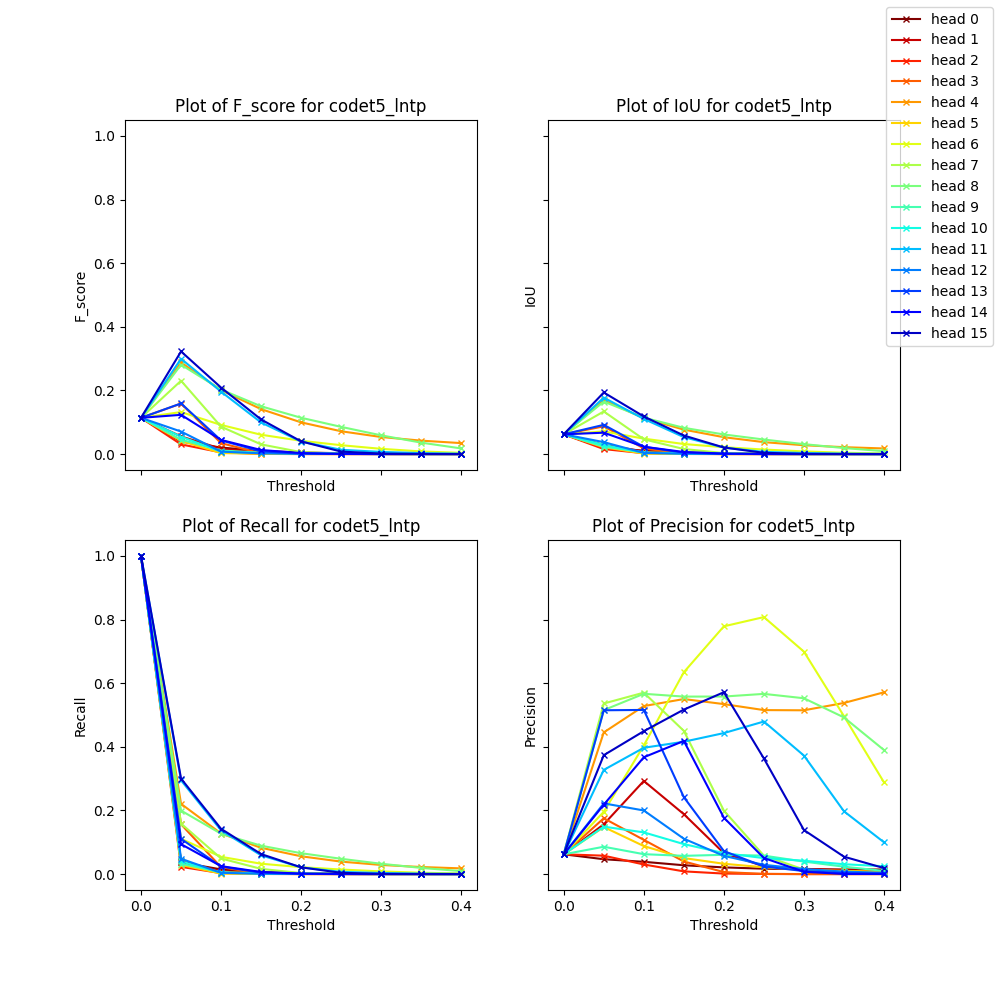 head 0
head 1
head 2
head 3
head 4
head 5
head 6
head 7
head 8
head 9
head 10
head 11
head 12
head 13
head 14
head 15
Plot of F_score for codet5_lntp
1.0
0.8
0.6
0.4
0.2
0.0
F_score
Threshold
Plot of IoU for codet5_lntp
IoU
Threshold
Plot of Recall for codet5_lntp
1.0
0.8
0.6
0.4
0.2
0.0
Recall
0.0 0.1 0.2 0.3 0.4
Threshold
Plot of Precision for codet5_lntp
Precision
0.0 0.1 0.2 0.3 0.4
Threshold